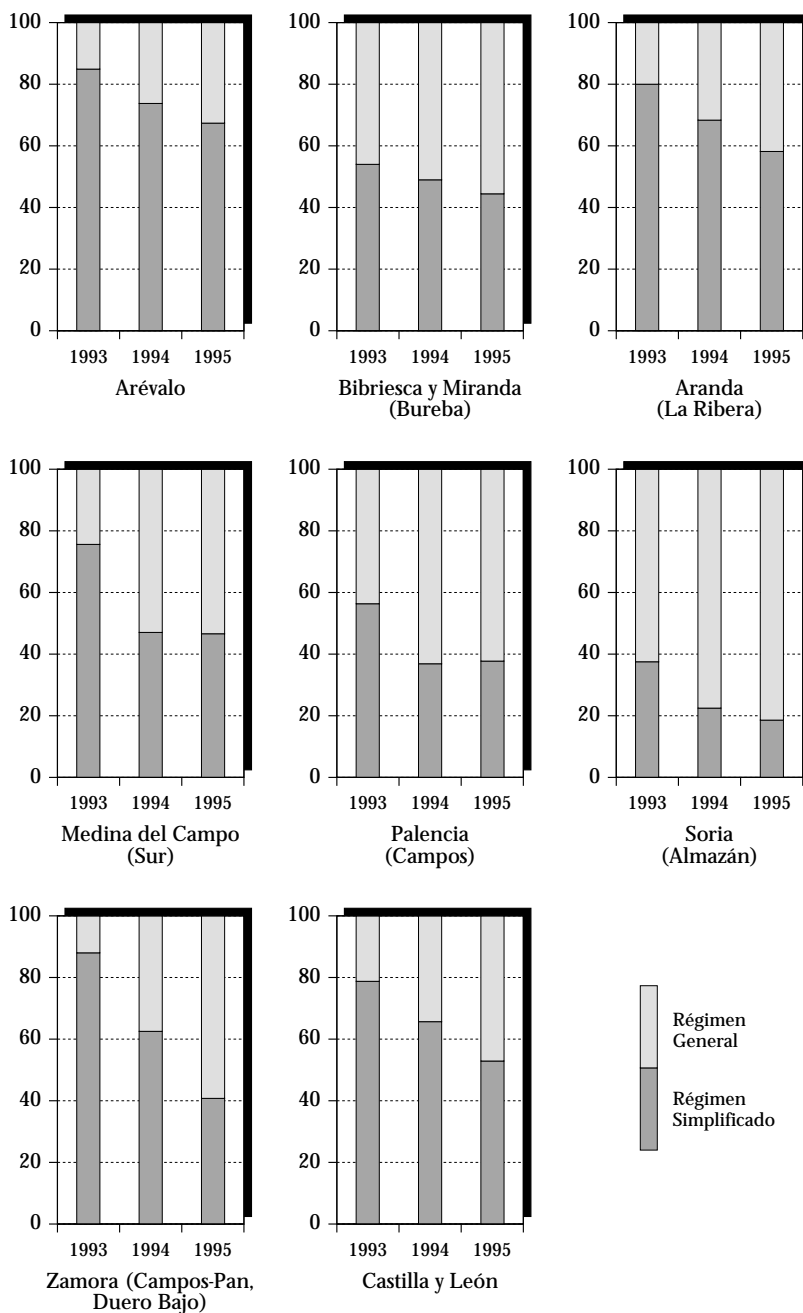 100
80
60
40
20
0
1993 1994 1995
Arévalo
100
80
60
40
20
0
1993 1994 1995
Bibriesca y Miranda
(Bureba)
100
80
60
40
20
0
1993 1994 1995
Aranda
(La Ribera)
100
80
60
40
20
0
1993 1994 1995
Medina del Campo
(Sur)
100
80
60
40
20
0
1993 1994 1995
Palencia
(Campos)
100
80
60
40
20
0
1993 1994 1995
Soria
(Almazán)
100
80
60
40
20
0
1993 1994 1995
Zamora (Campos-Pan,
Duero Bajo)
100
80
60
40
20
0
1993 1994 1995
Castilla y León
Régimen
General
Régimen
Simplificado